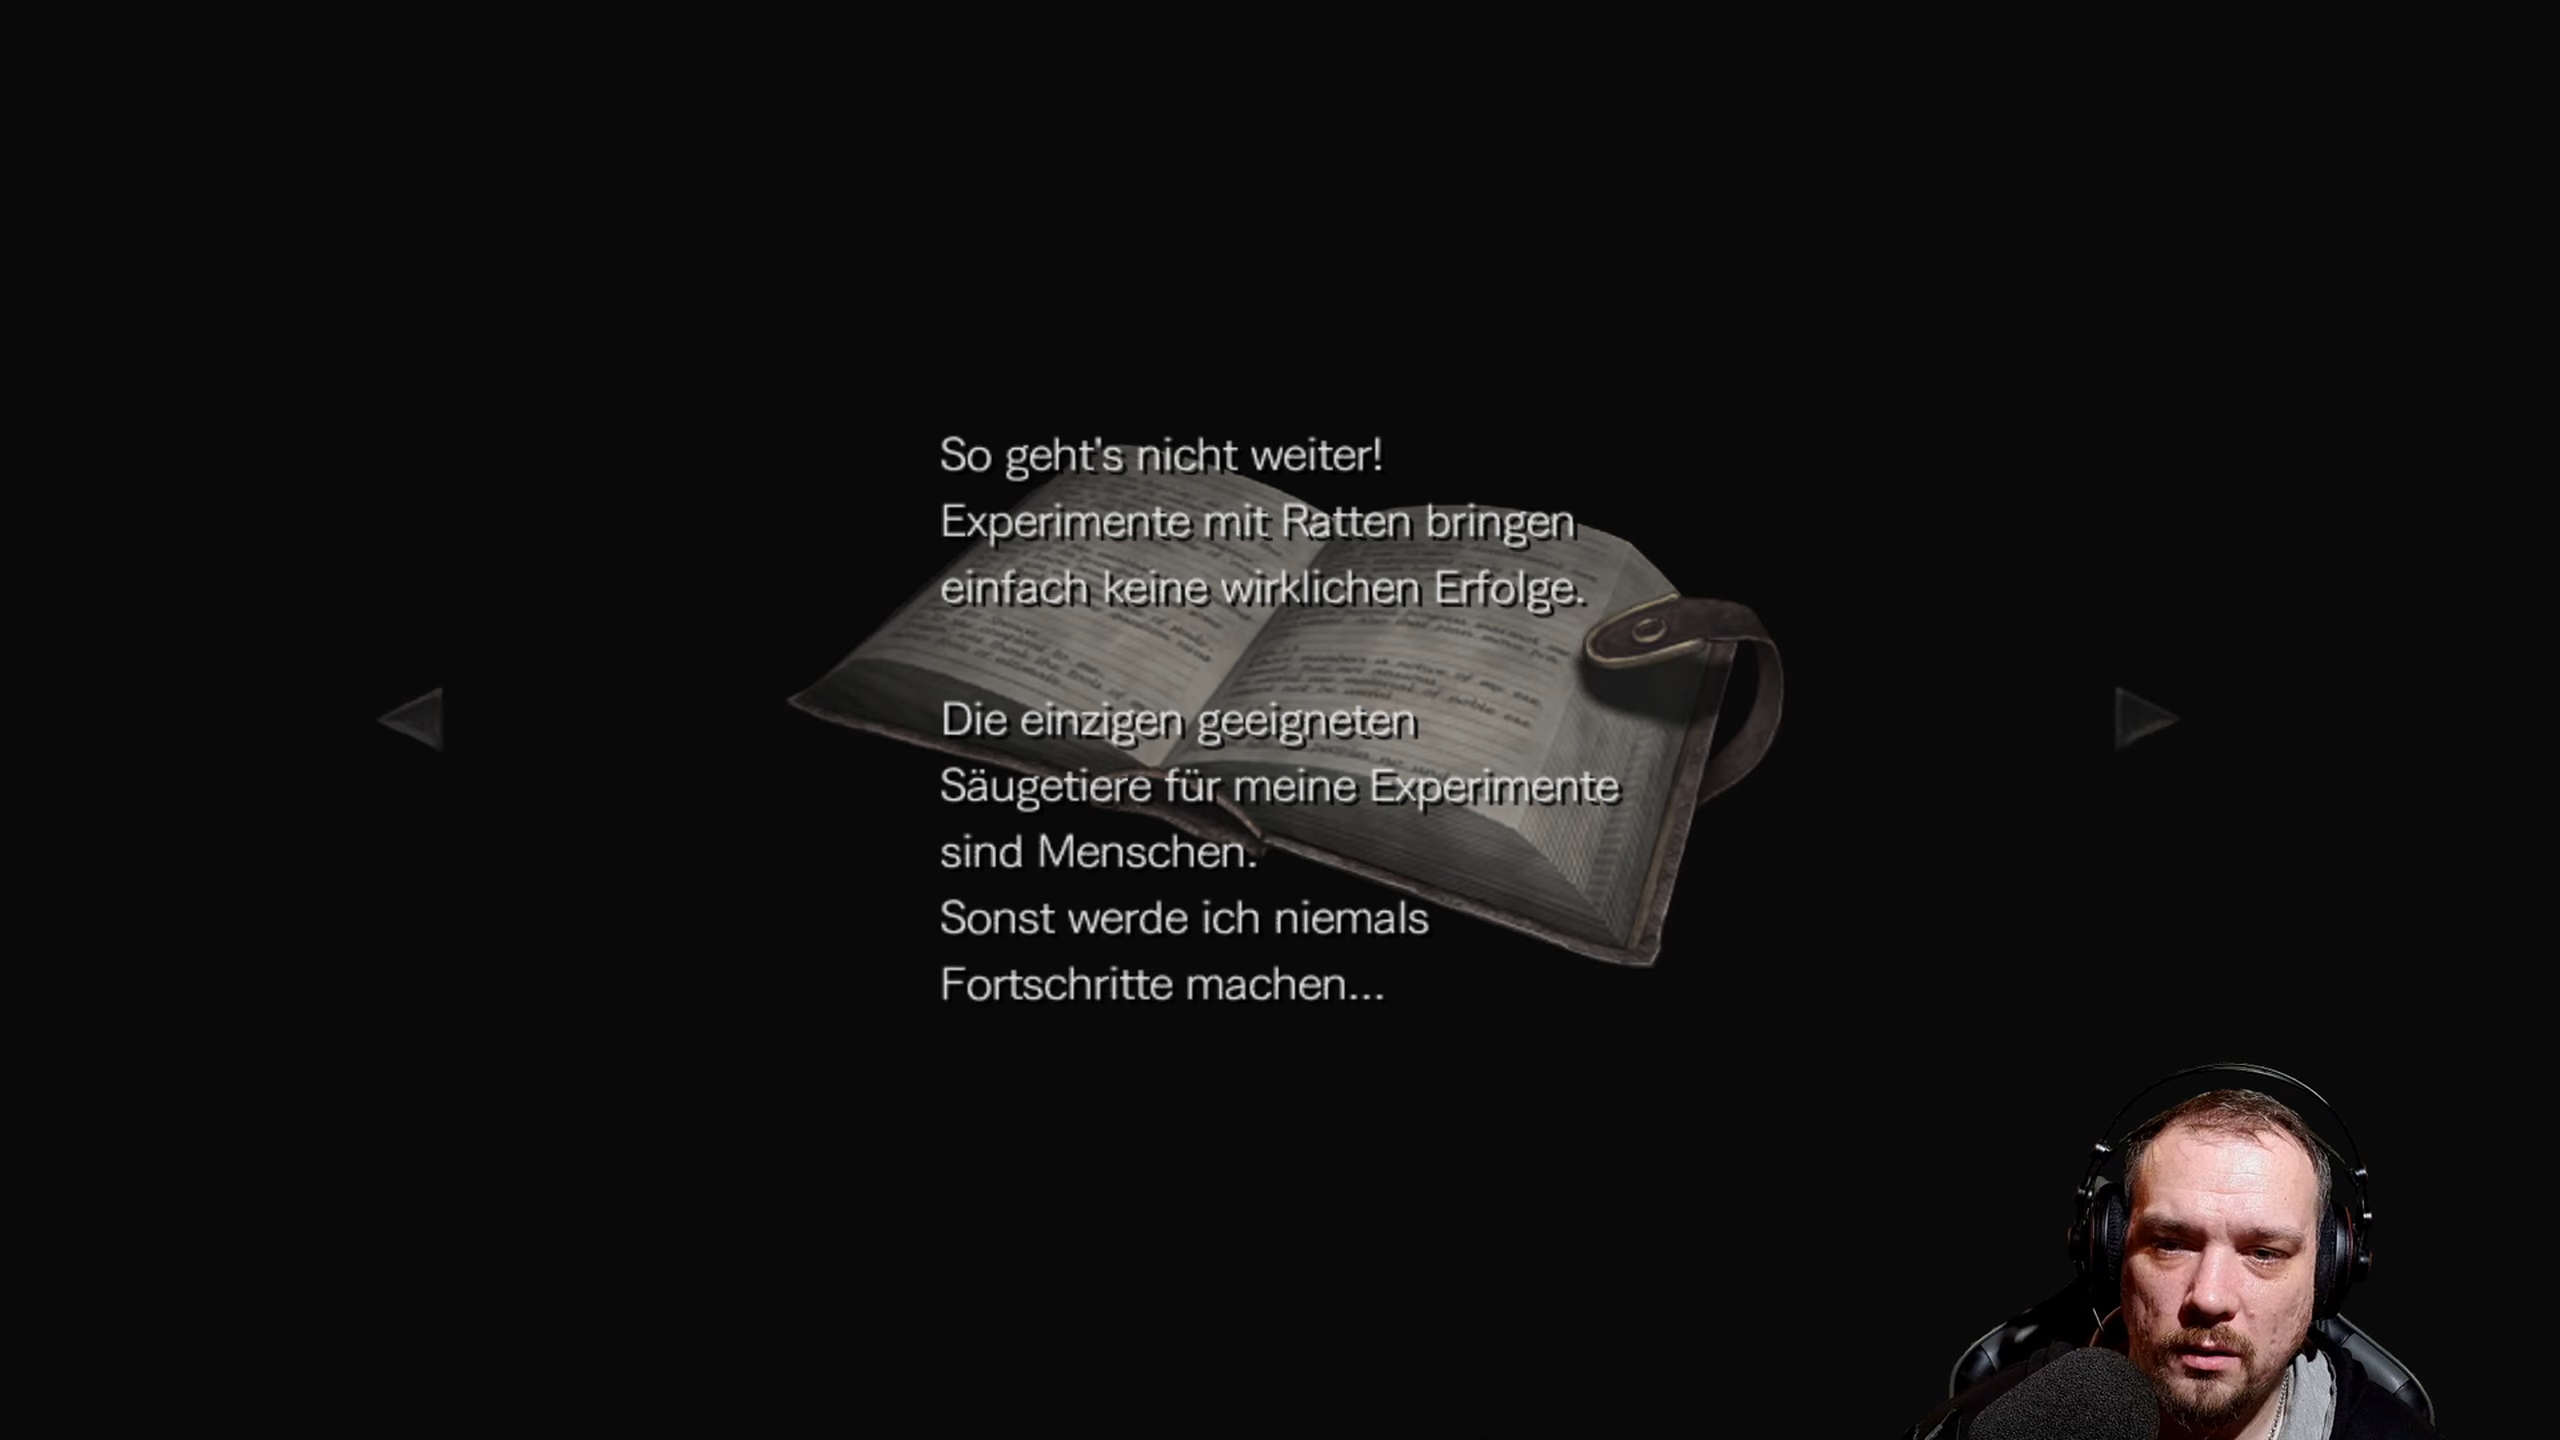 So geht's nicht weiter!
Experimente mit Ratten bringen
einfach keine wirklichen Erfolge.
Die einzigen geeigneten
Säugetiere für meine Experimente
sind Menschen.
Sonst werde ich niemals
Fortschritte machen...